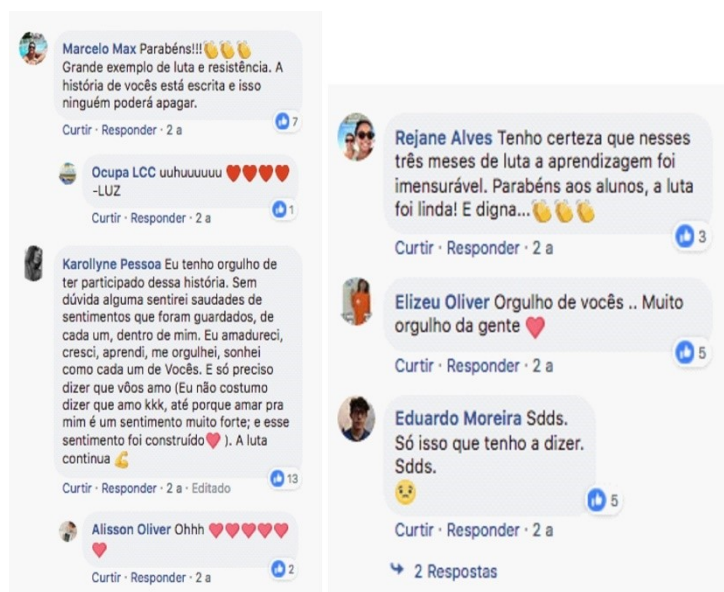 Marcelo Max Parabéns!!!👏👏👏
Grande exemplo de luta e resistência. A
história de vocês está escrita e isso
ninguém poderá apagar.
7
Curtir · Responder · 2 a
Ocupa LCC uuhuuuuuu ❤❤❤❤
-LUZ
1
Curtir · Responder · 2 a
Karollyne Pessoa Eu tenho orgulho de
ter participado dessa história. Sem
dúvida alguma sentirei saudades de
sentimentos que foram guardados, de
cada um, dentro de mim. Eu amadureci,
cresci, aprendi, me orgulhei, sonhei
como cada um de Vocês. E só preciso
dizer que vôos amo (Eu não costumo
dizer que amo kkk, até porque amar pra
mim é um sentimento muito forte; e esse
sentimento foi construído❤ ). A luta
continua 💪
13
Curtir · Responder · 2 a · Editado
Alisson Oliver Ohhh ❤❤❤❤❤
❤
2
Curtir · Responder · 2 a
Rejane Alves Tenho certeza que nesses
três meses de luta a aprendizagem foi
imensurável. Parabéns aos alunos, a luta
foi linda! E digna...👏👏👏
3
Curtir · Responder · 2 a
Elizeu Oliver Orgulho de vocês .. Muito
orgulho da gente ❤
5
Curtir · Responder · 2 a
Eduardo Moreira Sdds.
Só isso que tenho a dizer.
Sdds.
😟
5
Curtir · Responder · 2 a
2 Respostas